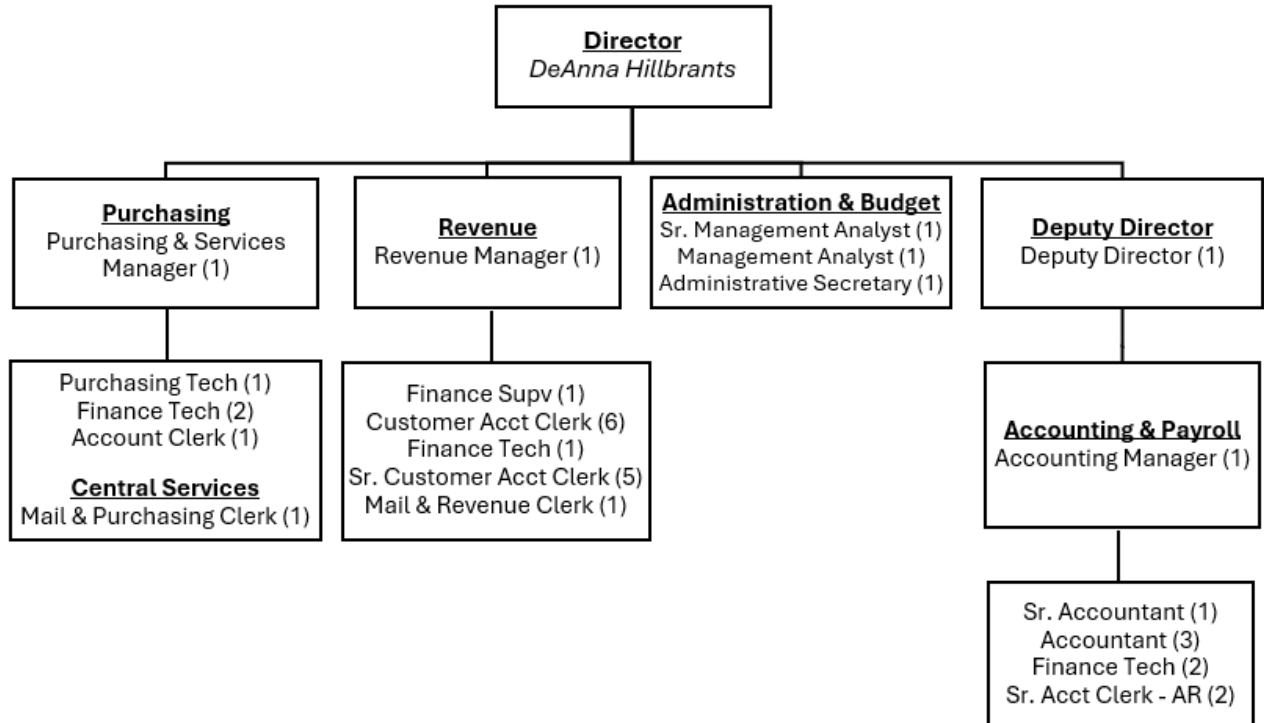 Director
DeAnna Hillbrants
Purchasing
Purchasing & Services
Manager (1)
Revenue
Revenue Manager (1)
Administration & Budget
Sr. Management Analyst (1)
Management Analyst (1)
Administrative Secretary (1)
Deputy Director
Deputy Director (1)
Purchasing Tech (1)
Finance Tech (2)
Account Clerk (1)
Central Services
Mail & Purchasing Clerk (1)
Finance Supv (1)
Customer Acct Clerk (6)
Finance Tech (1)
Sr. Customer Acct Clerk (5)
Mail & Revenue Clerk (1)
Accounting & Payroll
Accounting Manager (1)
Sr. Accountant (1)
Accountant (3)
Finance Tech (2)
Sr. Acct Clerk - AR (2)